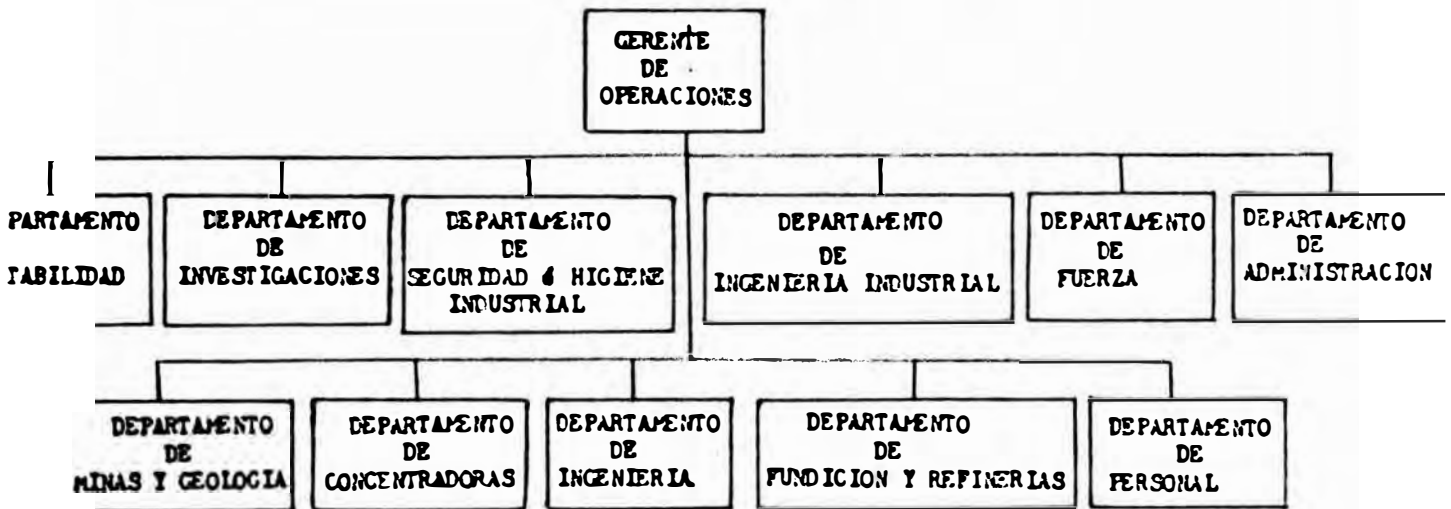 GERENTE
DE
OPERACIONES
PARTAMENTO
TABILIDAD
DEPARTAMENTO
DE
INVESTIGACIONES
DEPARTAMENTO
DE
SEGURIDAD é HIGIENE
INDUSTRIAL
DEPARTAMENTO
DE
INGENIERIA INDUSTRIAL
DEPARTAMENTO
DE
FUERZA
DEPARTAMENTO
DE
ADMINISTRACION
DEPARTAMENTO
DE
MINAS Y GEOLOGIA
DEPARTAMENTO
DE
CONCENTRADORAS
DEPARTAMENTO
DE
INGENIERIA
DEPARTAMENTO
DE
FUNDICION Y REFINERIAS
DEPARTAMENTO
DE
PERSONAL